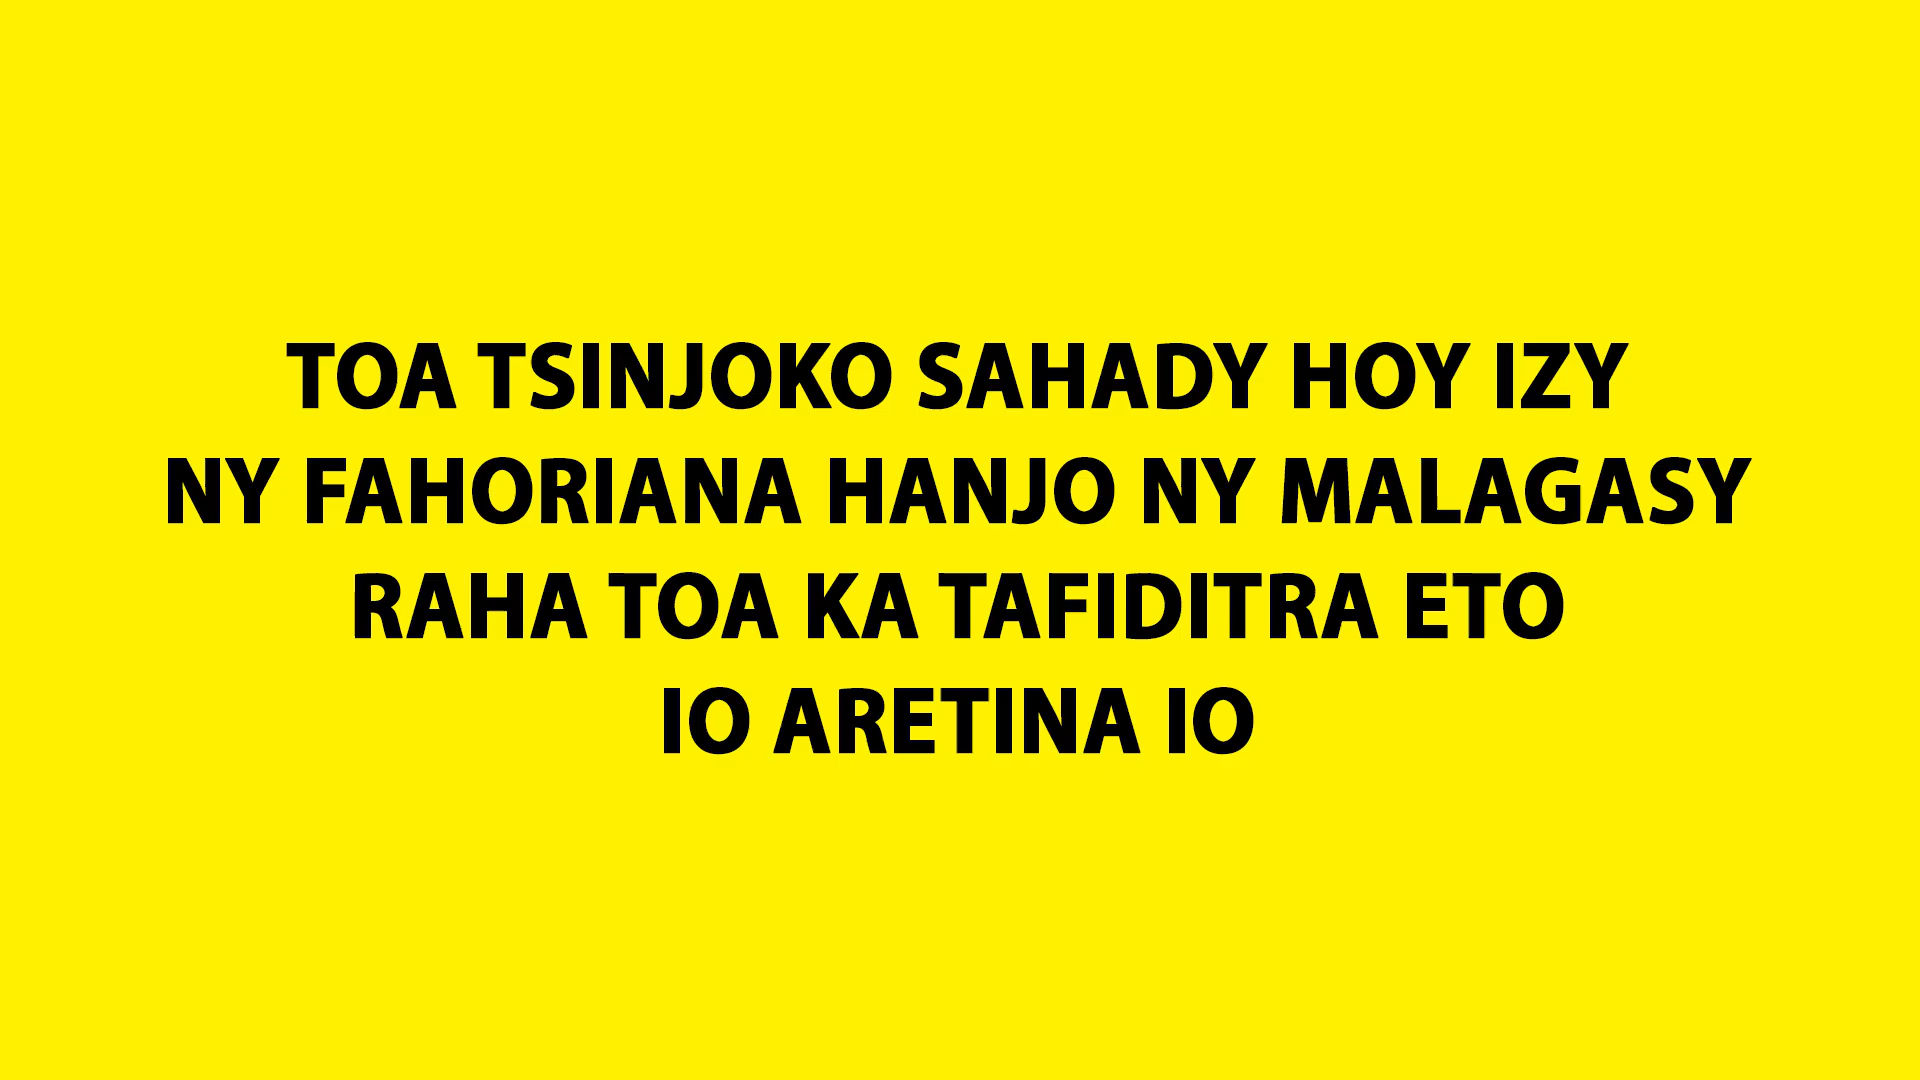 TOA TSINJOKO SAHADY HOY IZY
NY FAHORIANA HANJO NY MALAGASY
RAHA TOA KA TAFIDITRA ETO
IO ARETINA IO